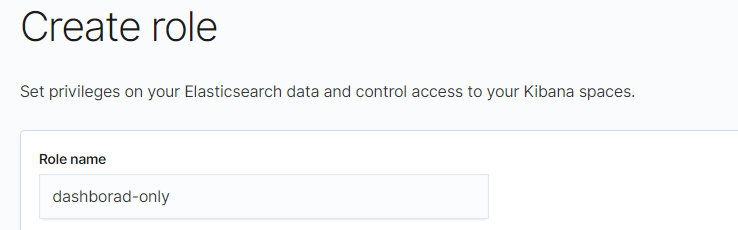 Create role
Set privileges on your Elasticsearch data and control access to your Kibana spaces.
Role name
dashborad-only